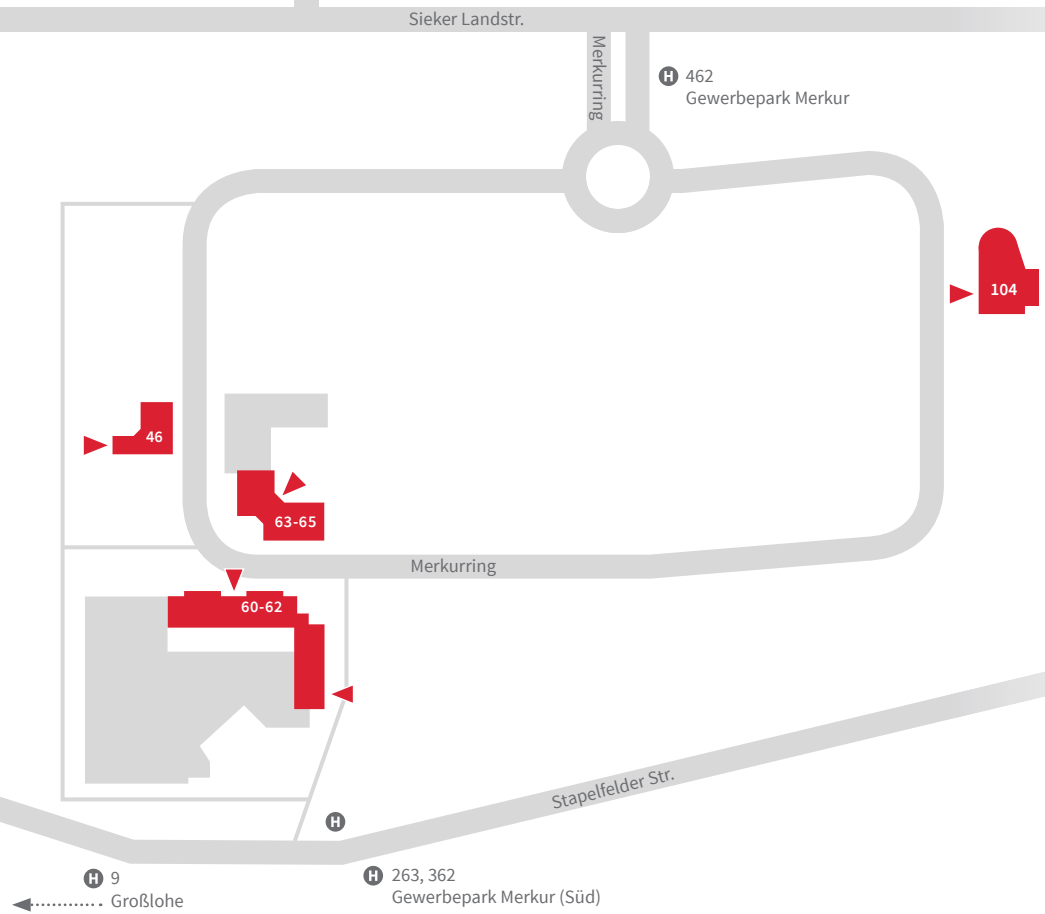 Sieker Landstr.
Merkurring
H 462
Gewerbepark Merkur
104
46
63-65
Merkurring
60-62
Stapelfelder Str.
H
H 9
Großlohe
H 263, 362
Gewerbepark Merkur (Süd)